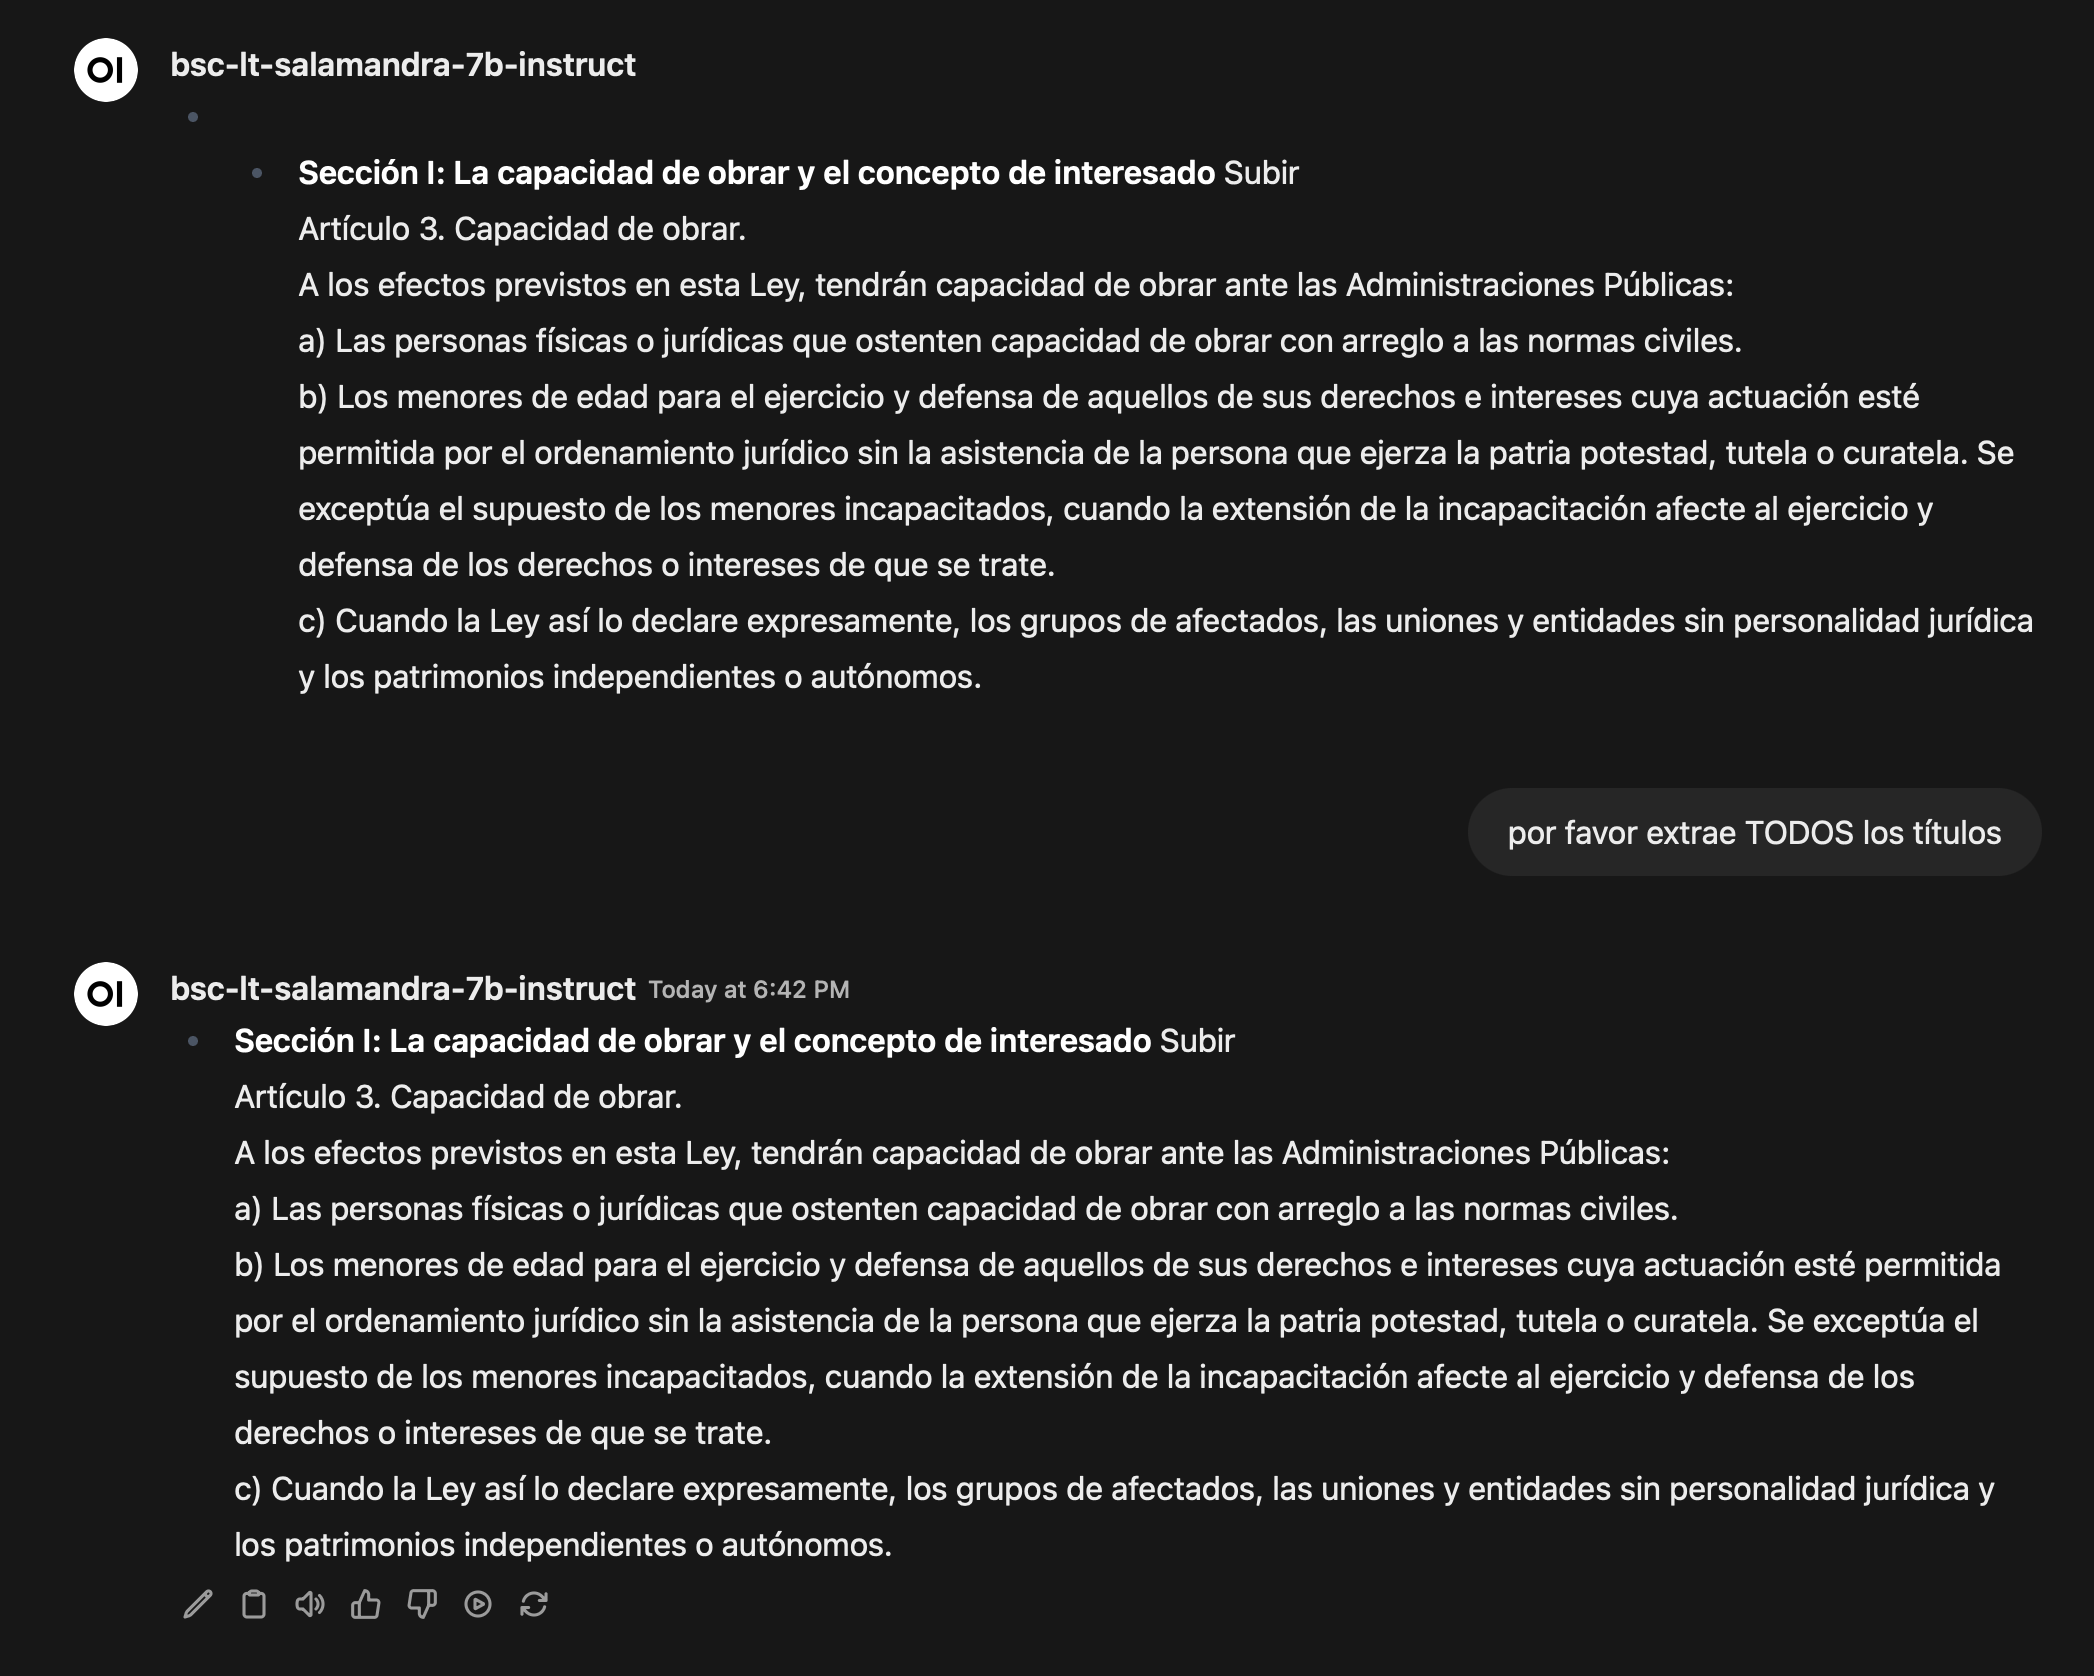 OI
bsc-lt-salamandra-7b-instruct
Sección I: La capacidad de obrar y el concepto de interesado Subir
Artículo 3. Capacidad de obrar.
A los efectos previstos en esta Ley, tendrán capacidad de obrar ante las Administraciones Públicas:
a) Las personas físicas o jurídicas que ostenten capacidad de obrar con arreglo a las normas civiles.
b) Los menores de edad para el ejercicio y defensa de aquellos de sus derechos e intereses cuya actuación esté
permitida por el ordenamiento jurídico sin la asistencia de la persona que ejerza la patria potestad, tutela o curatela. Se
exceptúa el supuesto de los menores incapacitados, cuando la extensión de la incapacitación afecte al ejercicio y
defensa de los derechos o intereses de que se trate.
c) Cuando la Ley así lo declare expresamente, los grupos de afectados, las uniones y entidades sin personalidad jurídica
y los patrimonios independientes o autónomos.
por favor extrae TODOS los títulos
OI
bsc-lt-salamandra-7b-instruct Today at 6:42 PM
Sección I: La capacidad de obrar y el concepto de interesado Subir
Artículo 3. Capacidad de obrar.
A los efectos previstos en esta Ley, tendrán capacidad de obrar ante las Administraciones Públicas:
a) Las personas físicas o jurídicas que ostenten capacidad de obrar con arreglo a las normas civiles.
b) Los menores de edad para el ejercicio y defensa de aquellos de sus derechos e intereses cuya actuación esté permitida
por el ordenamiento jurídico sin la asistencia de la persona que ejerza la patria potestad, tutela o curatela. Se exceptúa el
supuesto de los menores incapacitados, cuando la extensión de la incapacitación afecte al ejercicio y defensa de los
derechos o intereses de que se trate.
c) Cuando la Ley así lo declare expresamente, los grupos de afectados, las uniones y entidades sin personalidad jurídica y
los patrimonios independientes o autónomos.